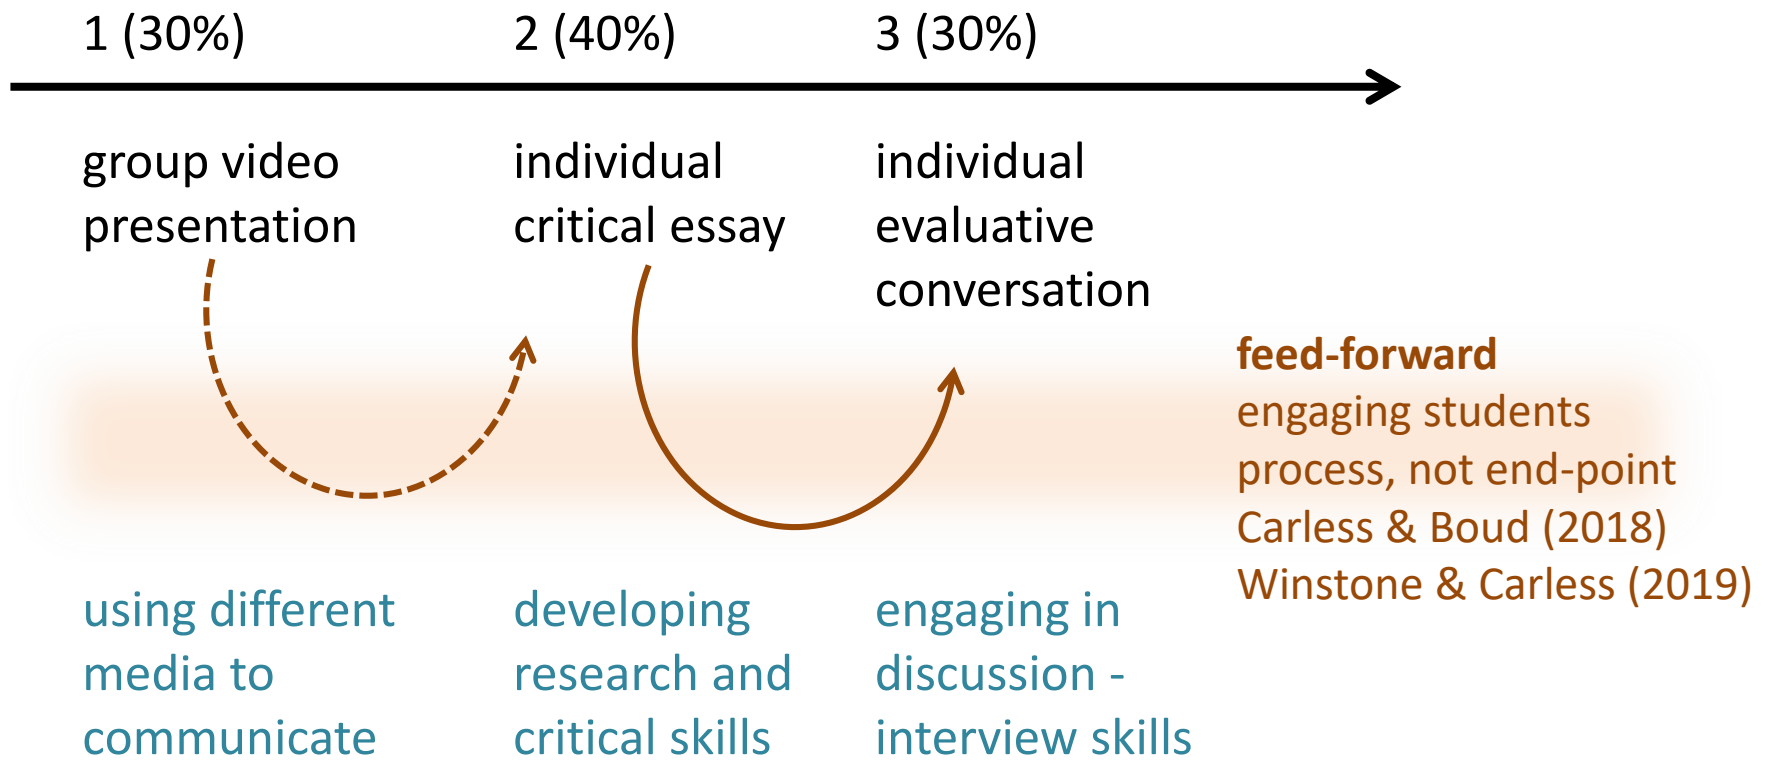 1 (30%)
2 (40%)
3 (30%)
group video
presentation
individual
critical essay
individual
evaluative
conversation
feed-forward
engaging students
process, not end-point
Carless & Boud (2018)
Winstone & Carless (2019)
using different
media to
communicate
developing
research and
critical skills
engaging in
discussion -
interview skills